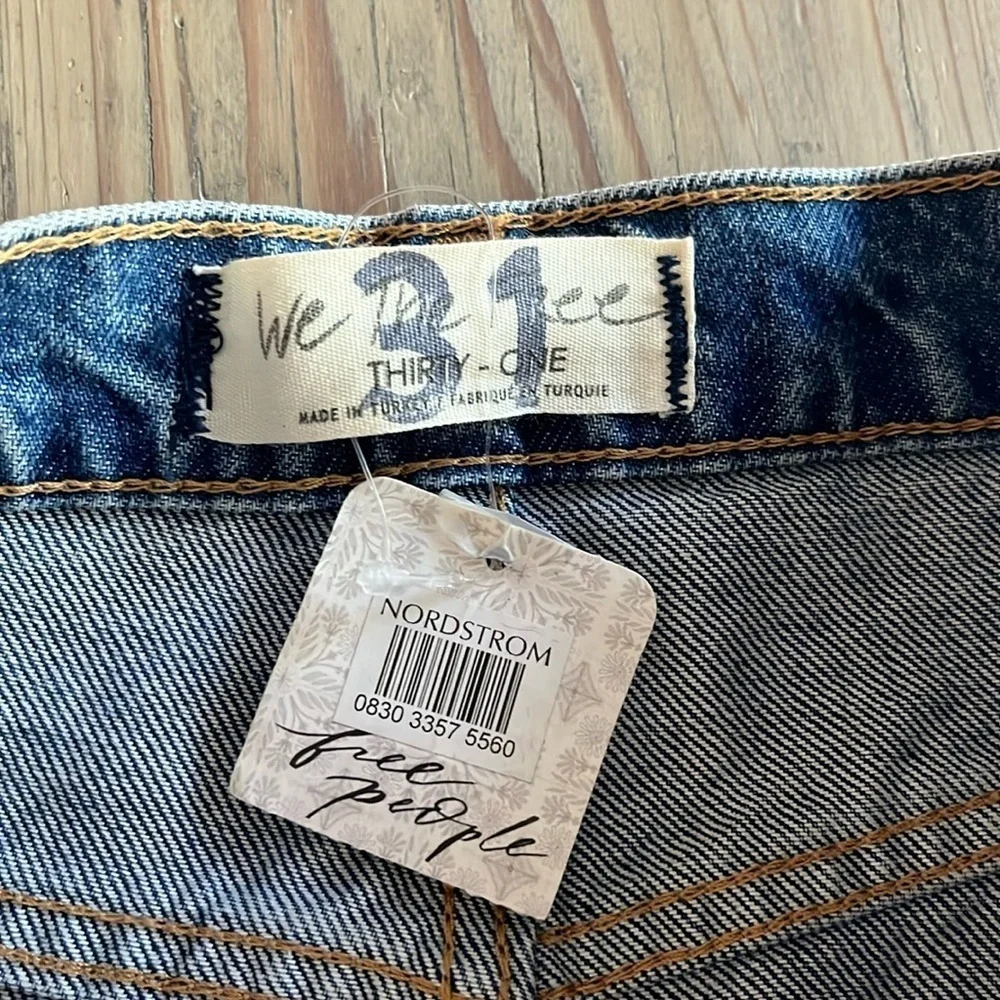 31
We The Free
THIRTY - ONE
MADE IN TURKEY / FABRIQUE EN TURQUIE
NORDSTROM
0830 3357 5560
free
people